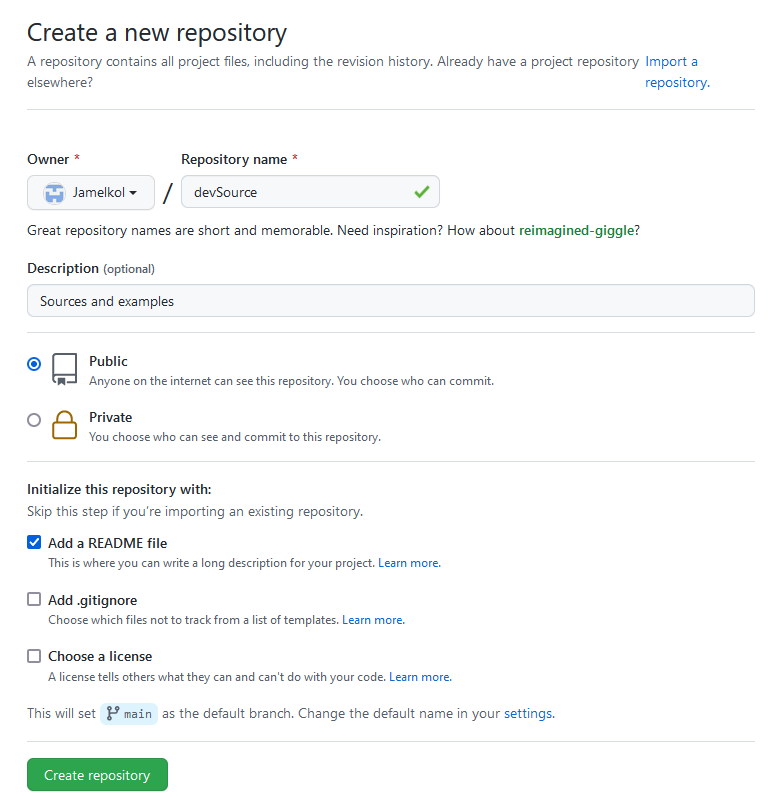 Create a new repository
A repository contains all project files, including the revision history. Already have a project repository Import a
elsewhere? repository.
Owner * Repository name *
Jamelkol / devSource
Great repository names are short and memorable. Need inspiration? How about reimagined-giggle?
Description (optional)
Sources and examples
Public
Anyone on the internet can see this repository. You choose who can commit.
Private
You choose who can see and commit to this repository.
Initialize this repository with:
Skip this step if you're importing an existing repository.
Add a README file
This is where you can write a long description for your project. Learn more.
Add .gitignore
Choose which files not to track from a list of templates. Learn more.
Choose a license
A license tells others what they can and can't do with your code. Learn more.
This will set main as the default branch. Change the default name in your settings.
Create repository